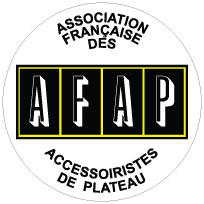 ASSOCIATION
FRANÇAISE
DES
AFAP
ACCESSOIRISTES
DE PLATEAU